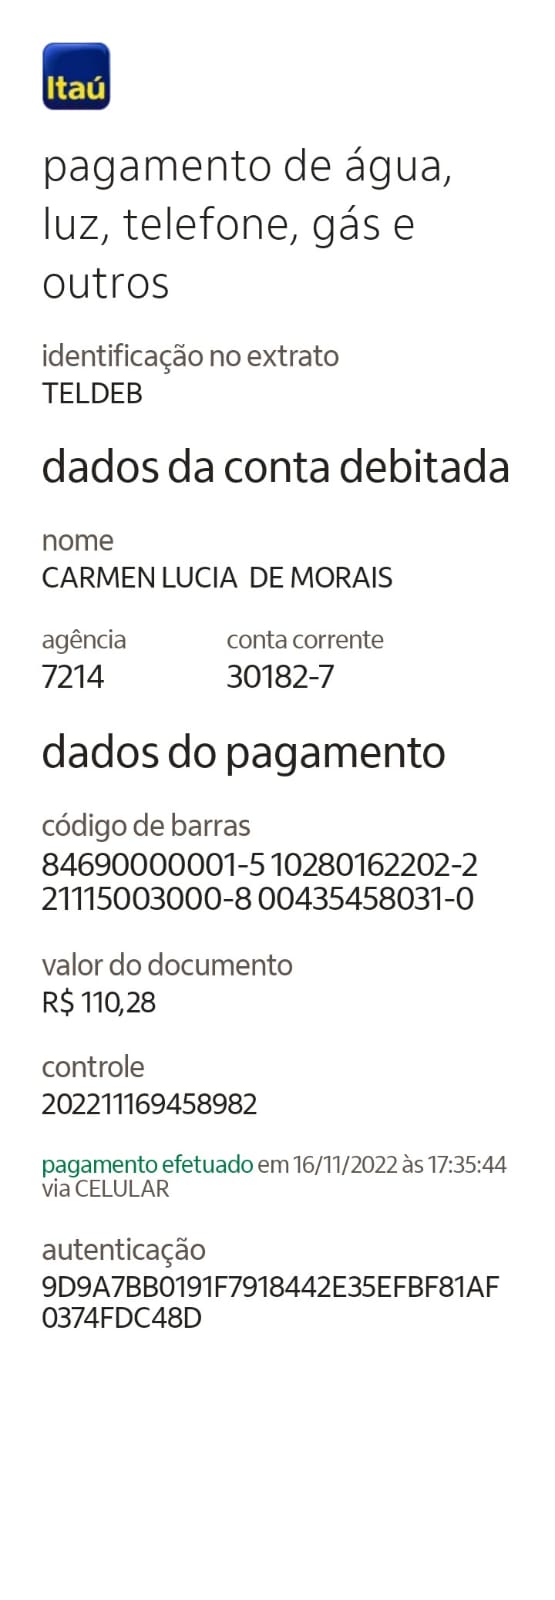 Itaú
pagamento de água,
luz, telefone, gás e
outros
identificação no extrato
TELDEB
dados da conta debitada
nome
CARMEN LUCIA  DE MORAIS
agência conta corrente
7214 30182-7
dados do pagamento
código de barras
84690000001-5 10280162202-2
21115003000-8 00435458031-0
valor do documento
R$ 110,28
controle
202211169458982
pagamento efetuado em 16/11/2022 às 17:35:44
via CELULAR
autenticação
9D9A7BB0191F7918442E35EFBF81AF
0374FDC48D